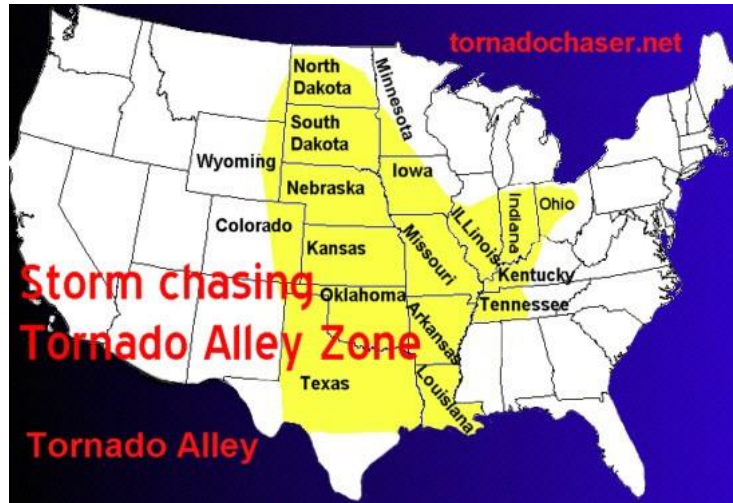 tornadochaser.net
North
Dakota
Minnesota
South
Dakota
Wyoming
Iowa
Nebraska
Colorado
ILLinois
Indiana
Ohio
Kansas
Missouri
Kentucky
Storm chasing
Oklahoma
Tennessee
Tornado Alley Zone
Arkansas
Texas
Louisiana
Tornado Alley